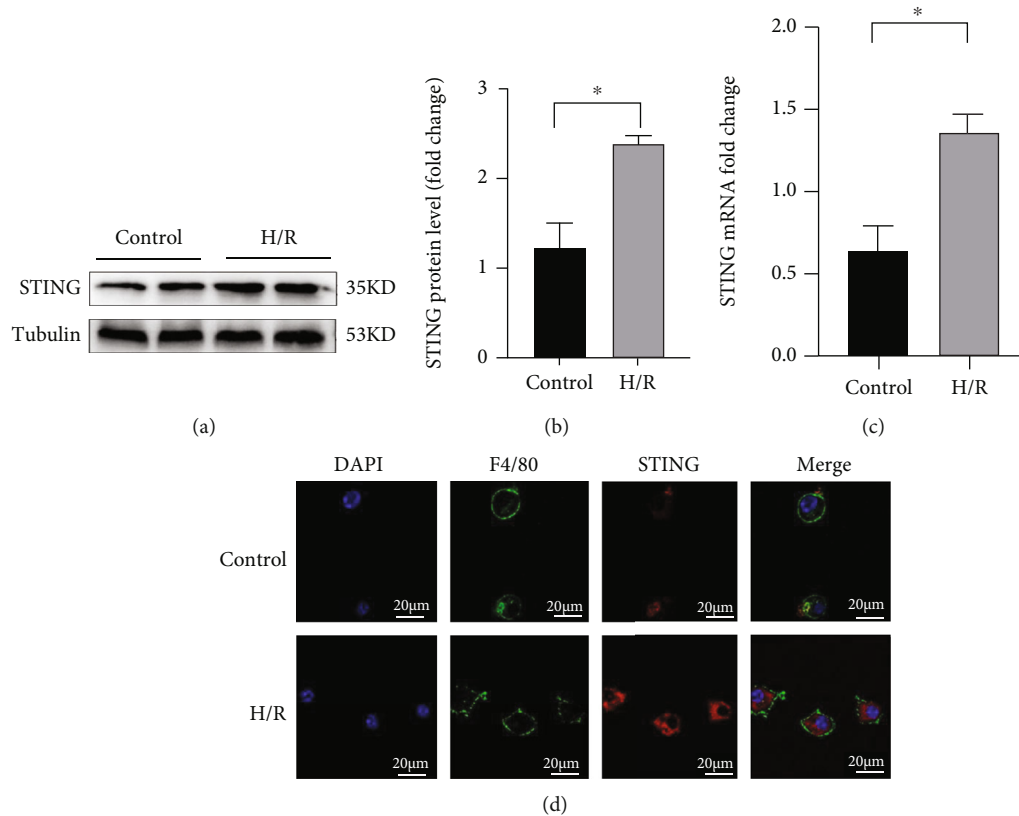 Control H/R
STING 35KD
Tubulin 53KD
(a)
STING protein level (fold change)
3
2
1
0
*
Control H/R
(b)
STING mRNA fold change
2.0
1.5
1.0
0.5
0.0
*
Control H/R
(c)
DAPI F4/80 STING Merge
Control
20μm 20μm 20μm 20μm
H/R
20μm 20μm 20μm 20μm
(d)